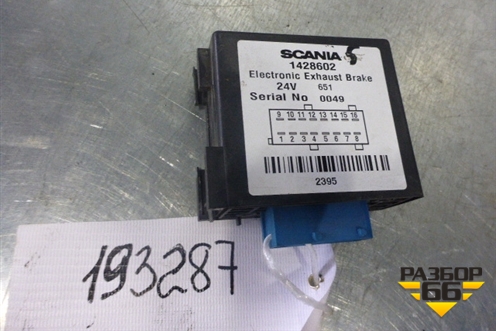 SCANIA 5
1428602
Electronic Exhaust Brake
24V 651
Serial No 0049
9 10 11 12 13 14 15 16
1 2 3 4 5 6 7 8
2395
193287
РАЗБОР
66